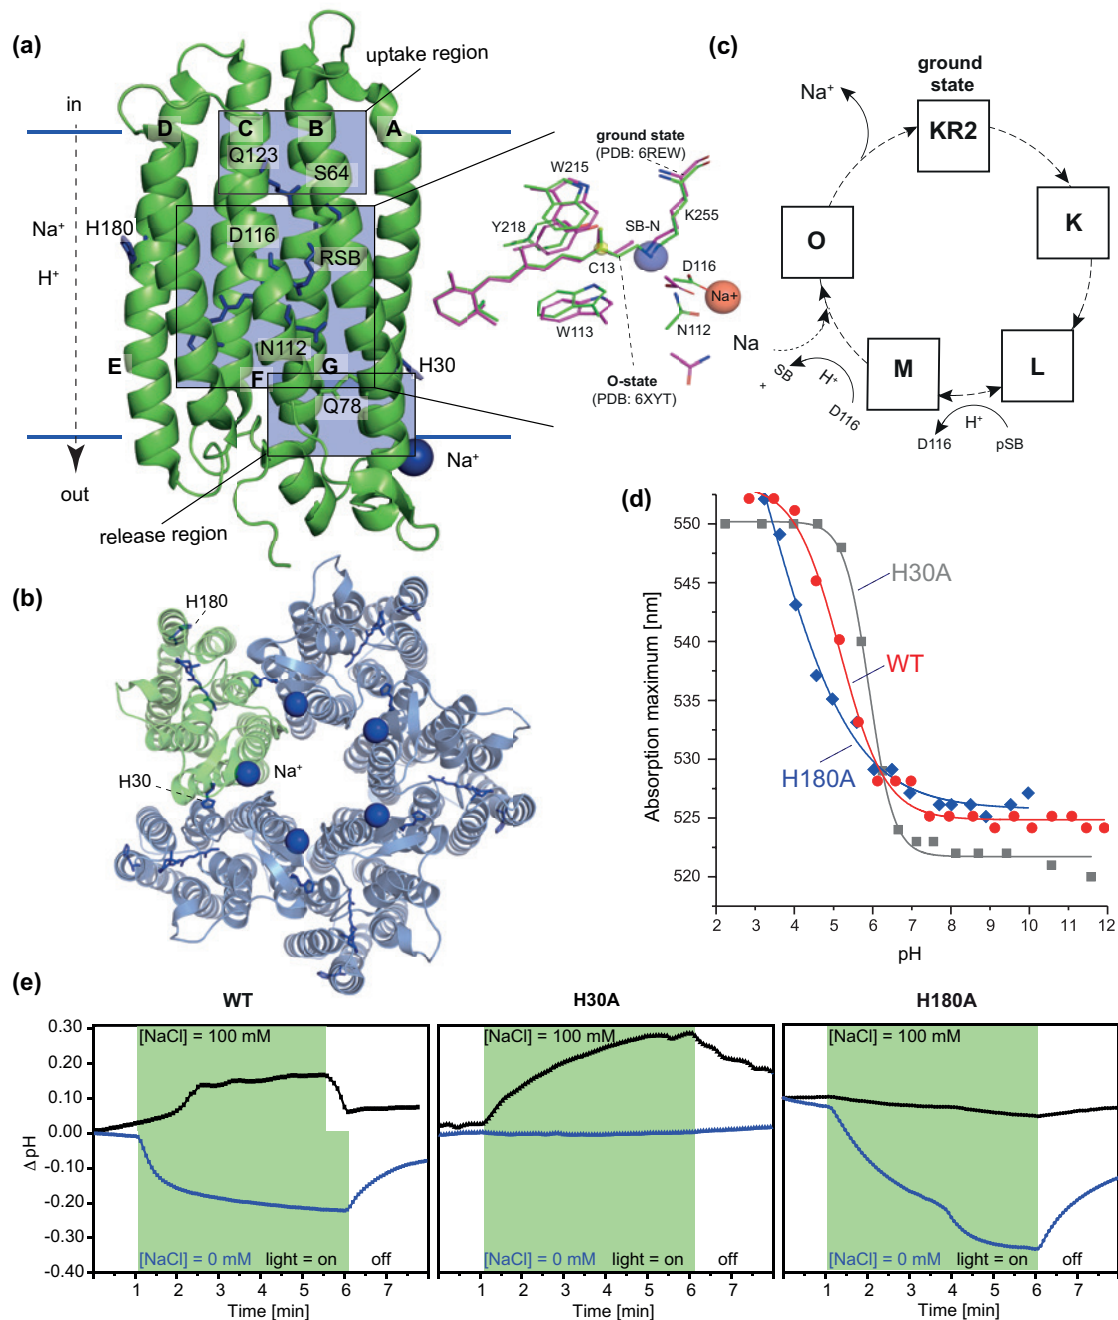 (a)
uptake region
in
D
C
B
A
Q123
S64
H180
Na⁺
H⁺
D116
RSB
N112
E
F
G
H30
Q78
Na⁺
out
release region
ground state
(PDB: 6REW)
W215
K255
Y218
SB-N
C13
D116
Na+
W113
N112
O-state
(PDB: 6XYT)
(c)
ground
state
Na⁺
KR2
K
O
Na
+
SB
H⁺
D116
M
L
D116
H⁺
pSB
(b)
H180
H30
Na⁺
(d)
Absorption maximum [nm]
550
545
540
535
530
525
520
H30A
WT
H180A
2 3 4 5 6 7 8 9 10 11 12
pH
(e)
WT
H30A
H180A
Δ pH
0.30
0.20
0.10
0.00
-0.10
-0.20
-0.30
-0.40
[NaCl] = 100 mM
[NaCl] = 0 mM light = on off
1 2 3 4 5 6 7
Time [min]
[NaCl] = 100 mM
[NaCl] = 0 mM light = on off
1 2 3 4 5 6 7
Time [min]
[NaCl] = 100 mM
[NaCl] = 0 mM light = on off
1 2 3 4 5 6 7
Time [min]